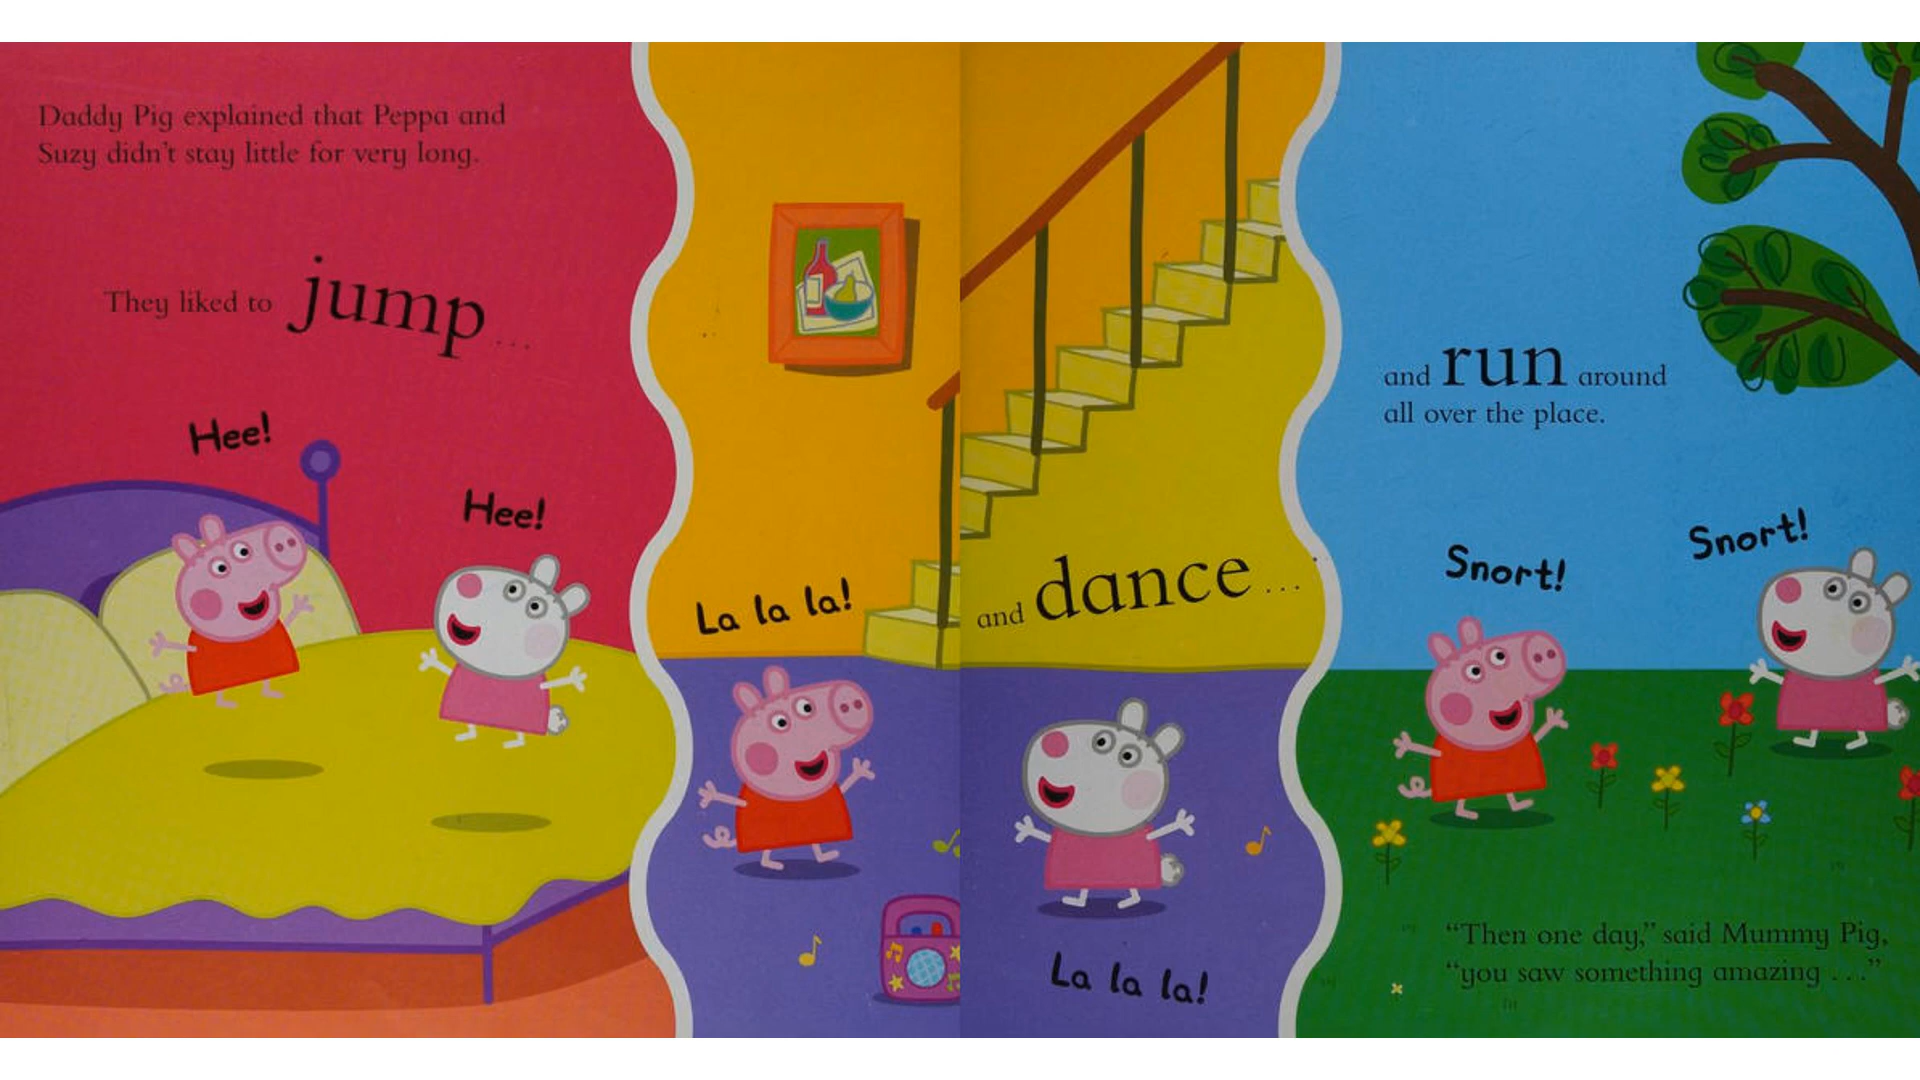 Daddy Pig explained that Peppa and
Suzy didn't stay little for very long.
They liked to jump ...
Hee!
Hee!
La la la!
and dance ...
La la la!
and run around
all over the place.
Snort!
Snort!
“Then one day,” said Mummy Pig,
“you saw something amazing ....”